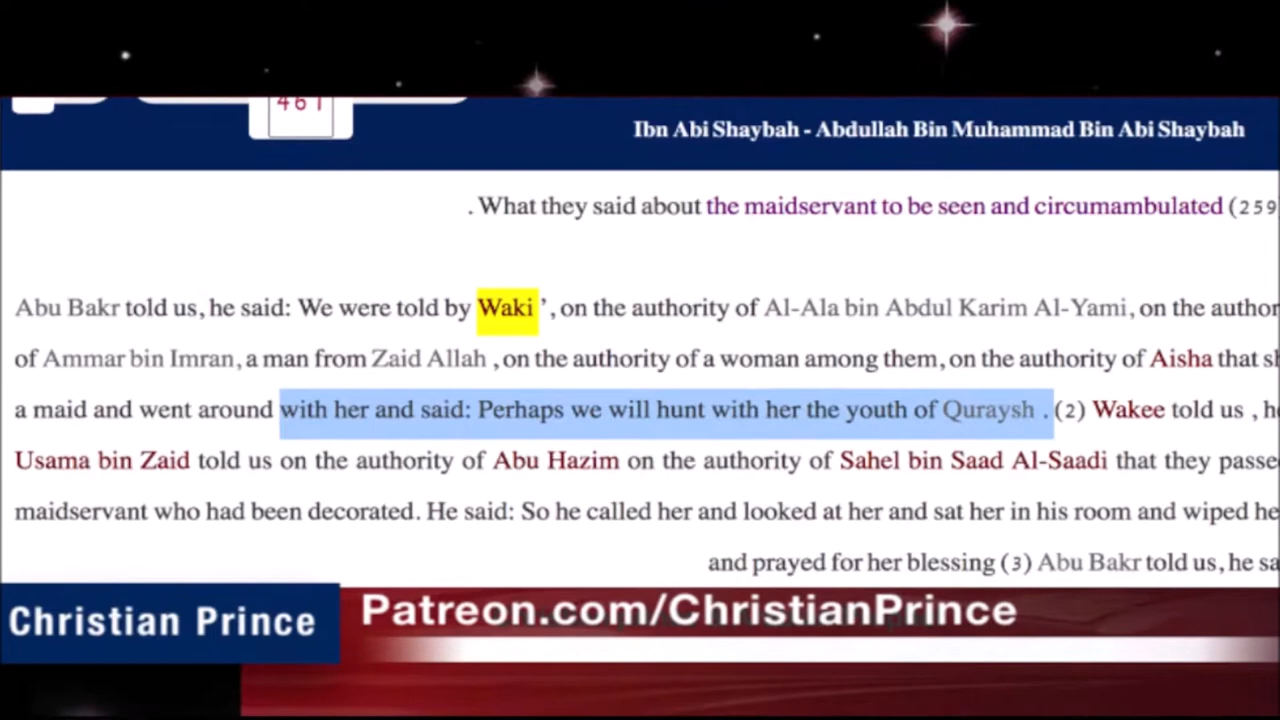 461
Ibn Abi Shaybah - Abdullah Bin Muhammad Bin Abi Shaybah
. What they said about the maidservant to be seen and circumambulated (259
Abu Bakr told us, he said: We were told by Waki ', on the authority of Al-Ala bin Abdul Karim Al-Yami, on the author
of Ammar bin Imran, a man from Zaid Allah , on the authority of a woman among them, on the authority of Aisha that sh
a maid and went around with her and said: Perhaps we will hunt with her the youth of Quraysh . (2) Wakee told us , he
Usama bin Zaid told us on the authority of Abu Hazim on the authority of Sahel bin Saad Al-Saadi that they passe
maidservant who had been decorated. He said: So he called her and looked at her and sat her in his room and wiped he
and prayed for her blessing (3) Abu Bakr told us, he sa
Christian Prince
Patreon.com/ChristianPrince